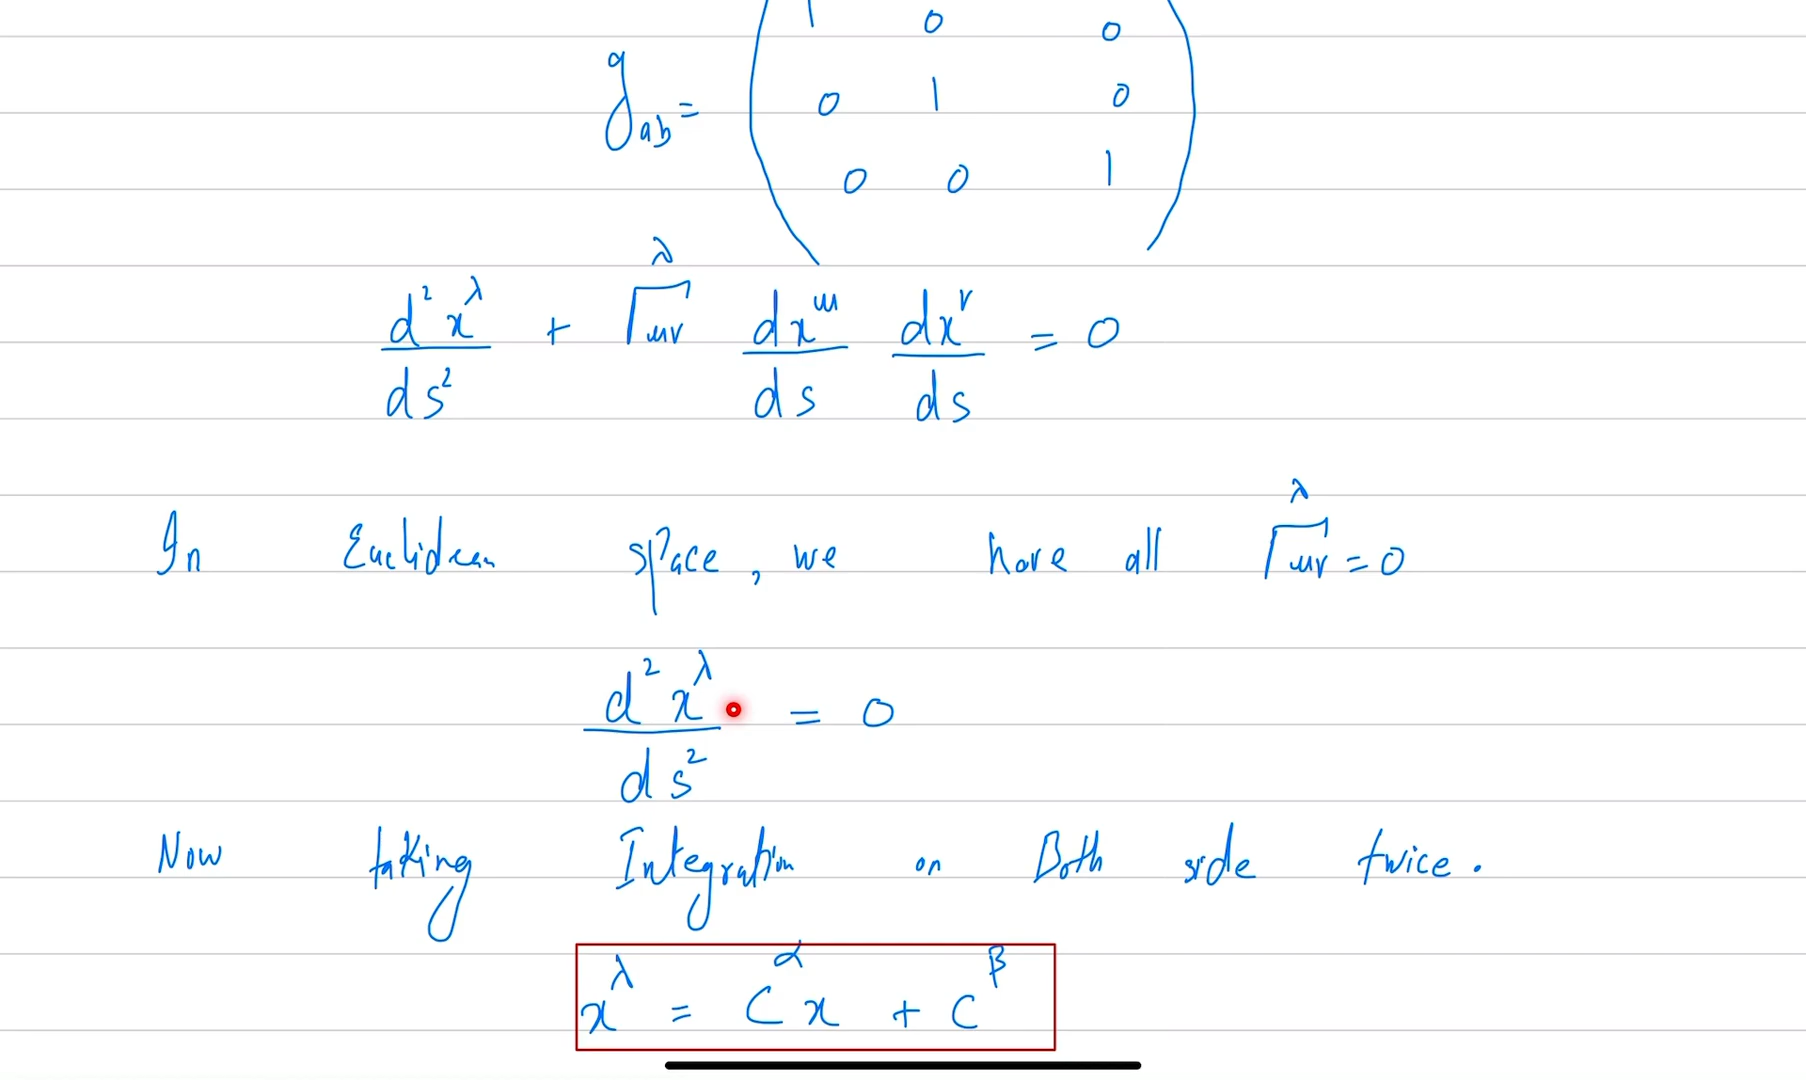 1 0 0
g_ab = 0 1 0
0 0 1
d²x^λ/ds² + Γ^λ_μν dx^μ/ds dx^ν/ds = 0
In Euclidean space, we have all Γ^λ_μν = 0
d²x^λ/ds² = 0
Now taking Integration on Both side twice.
x^λ = C^α x + C^β